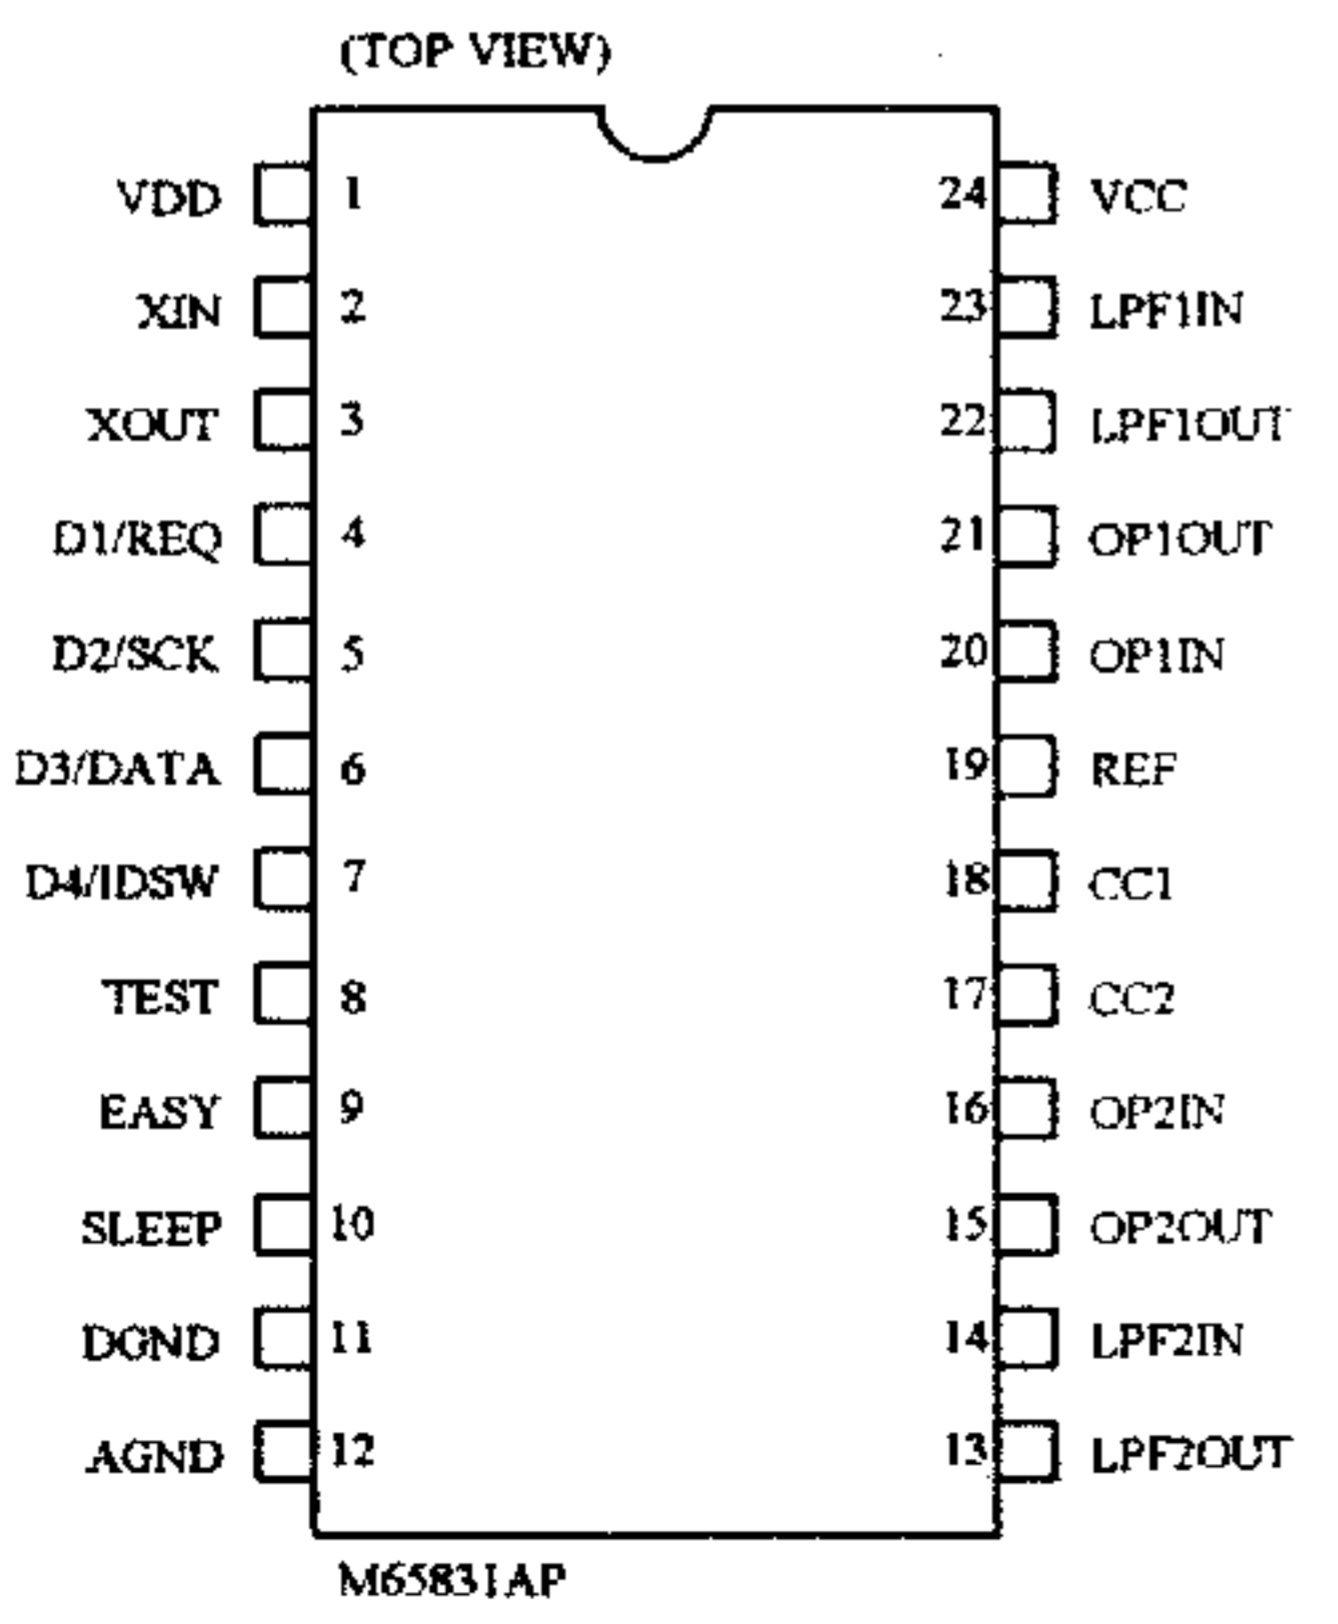 (TOP VIEW)
VDD 1 24 VCC
XIN 2 23 LPF1IN
XOUT 3 22 LPF1OUT
D1/REQ 4 21 OP1OUT
D2/SCK 5 20 OP1IN
D3/DATA 6 19 REF
D4/IDSW 7 18 CC1
TEST 8 17 CC2
EASY 9 16 OP2IN
SLEEP 10 15 OP2OUT
DGND 11 14 LPF2IN
AGND 12 13 LPF2OUT
M65831AP